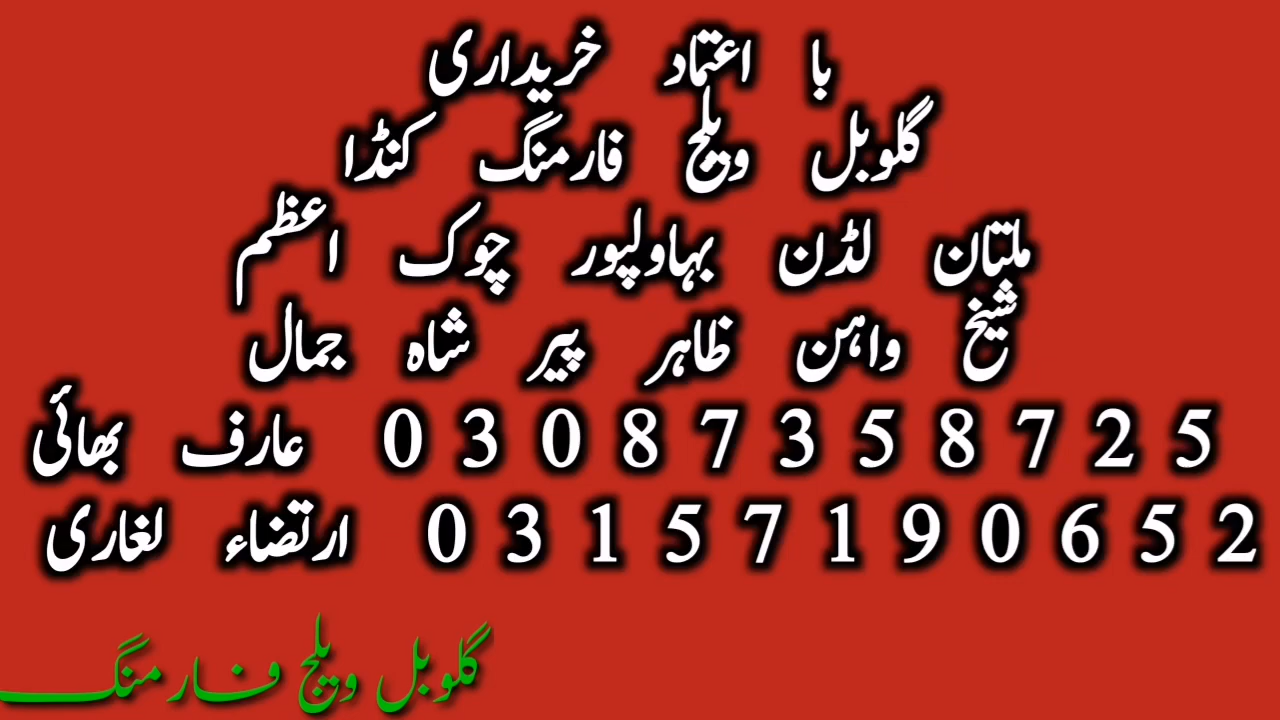 با اعتماد خریداری
گلوبل ویلج فارمنگ کنڈا
ملتان لڈن بہاولپور چوک اعظم
شیخ واہن ظاہر پیر شاہ جمال
03087358725 عارف بھائی
03157190652 ارتضاء لغاری
گلوبل ویلج فارمنگ